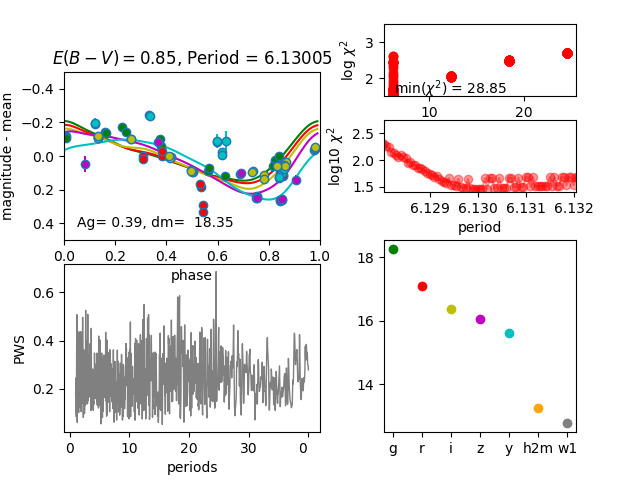 E(B − V) = 0.85, Period = 6.13005
magnitude - mean
−0.4
−0.2
0.0
0.2
0.4
Ag= 0.39, dm= 18.35
0.0 0.2 0.4 0.6 0.8 1.0
phase
log χ²
3
2
min(χ²) = 28.85
10 20
log10 χ²
2.5
2.0
1.5
6.129 6.130 6.131 6.132
period
PWS
0.6
0.4
0.2
0 10 20 30 0
periods
18
16
14
g r i z y h2m w1